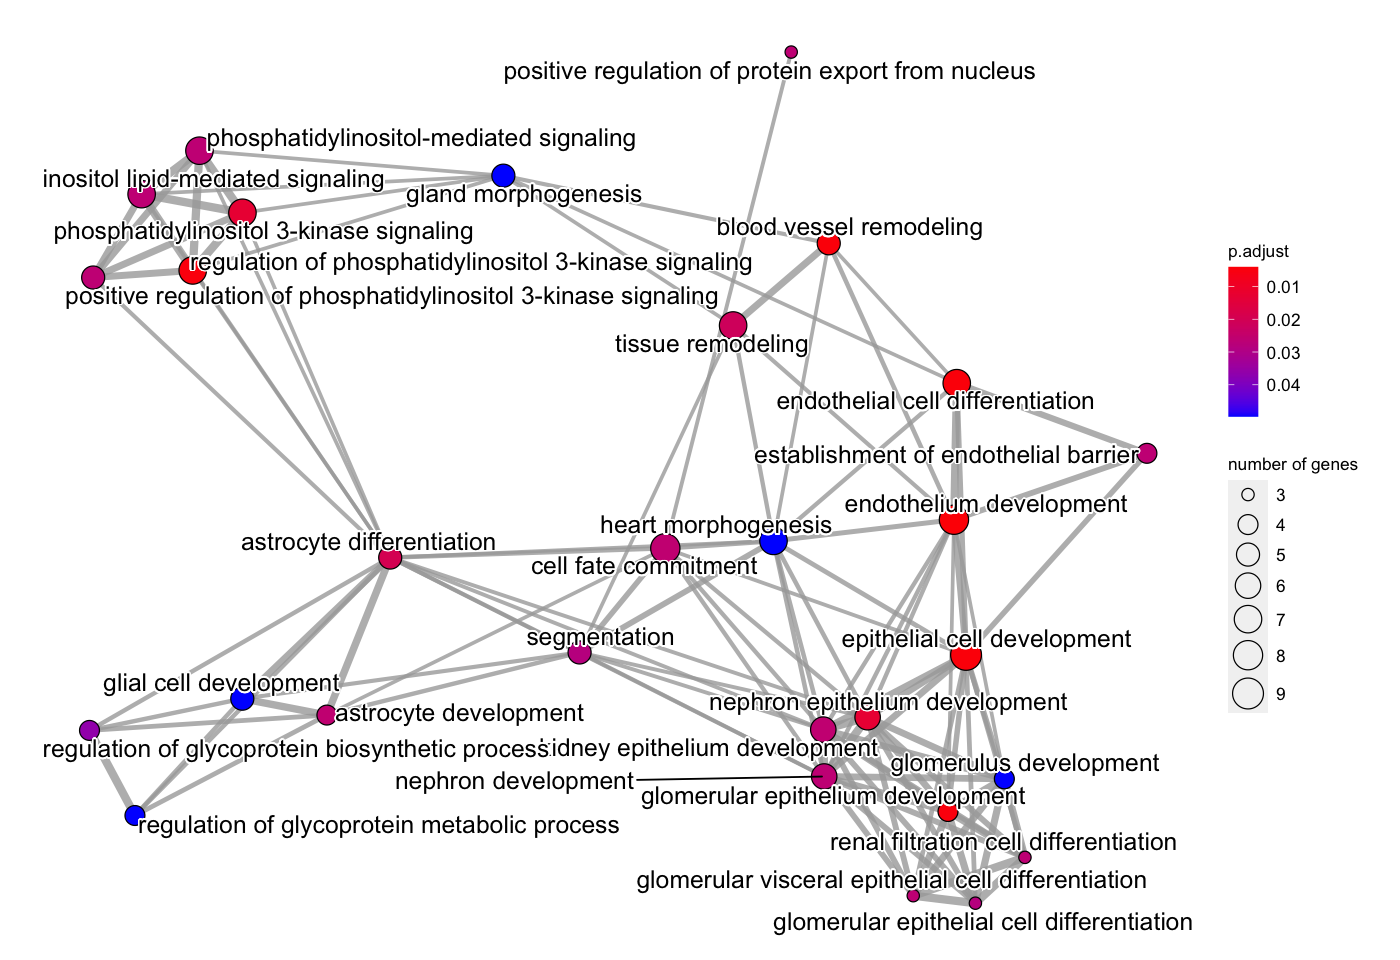 positive regulation of protein export from nucleus
phosphatidylinositol-mediated signaling
inositol lipid-mediated signaling
gland morphogenesis
phosphatidylinositol 3-kinase signaling
blood vessel remodeling
regulation of phosphatidylinositol 3-kinase signaling
positive regulation of phosphatidylinositol 3-kinase signaling
tissue remodeling
endothelial cell differentiation
establishment of endothelial barrier
endothelium development
heart morphogenesis
astrocyte differentiation
cell fate commitment
segmentation
epithelial cell development
glial cell development
nephron epithelium development
astrocyte development
regulation of glycoprotein biosynthetic process
kidney epithelium development
glomerulus development
nephron development
glomerular epithelium development
regulation of glycoprotein metabolic process
renal filtration cell differentiation
glomerular visceral epithelial cell differentiation
glomerular epithelial cell differentiation
p.adjust
0.01
0.02
0.03
0.04
number of genes
3
4
5
6
7
8
9